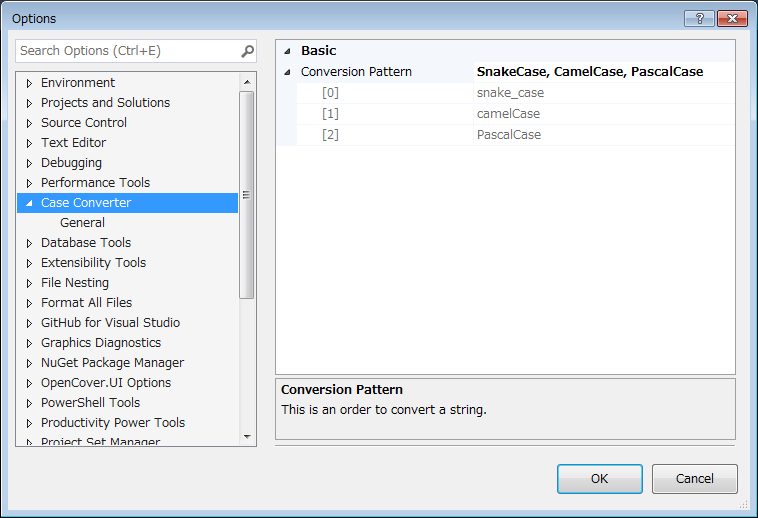 Options
?
Search Options (Ctrl+E)
Environment
Projects and Solutions
Source Control
Text Editor
Debugging
Performance Tools
Case Converter
General
Database Tools
Extensibility Tools
File Nesting
Format All Files
GitHub for Visual Studio
Graphics Diagnostics
NuGet Package Manager
OpenCover.UI Options
PowerShell Tools
Productivity Power Tools
Project Set Manager
Basic
Conversion Pattern SnakeCase, CamelCase, PascalCase
[0] snake_case
[1] camelCase
[2] PascalCase
Conversion Pattern
This is an order to convert a string.
OK Cancel